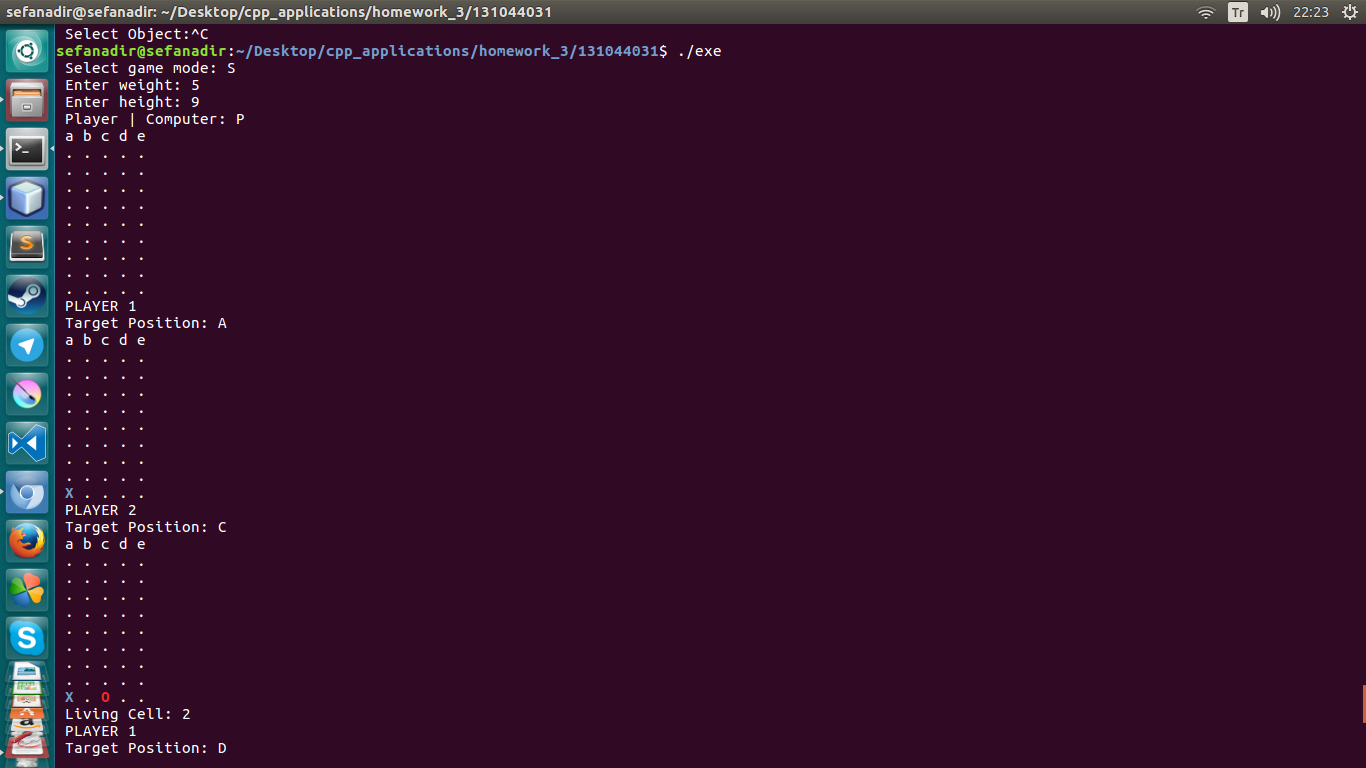 sefanadir@sefanadir: ~/Desktop/cpp_applications/homework_3/131044031
Tr
22:23
Select Object:^C
sefanadir@sefanadir:~/Desktop/cpp_applications/homework_3/131044031$ ./exe
Select game mode: S
Enter weight: 5
Enter height: 9
Player | Computer: P
a b c d e
. . . . .
. . . . .
. . . . .
. . . . .
. . . . .
. . . . .
. . . . .
. . . . .
. . . . .
PLAYER 1
Target Position: A
a b c d e
. . . . .
. . . . .
. . . . .
. . . . .
. . . . .
. . . . .
. . . . .
. . . . .
X . . . .
PLAYER 2
Target Position: C
a b c d e
. . . . .
. . . . .
. . . . .
. . . . .
. . . . .
. . . . .
. . . . .
. . . . .
X . O . .
Living Cell: 2
PLAYER 1
Target Position: D